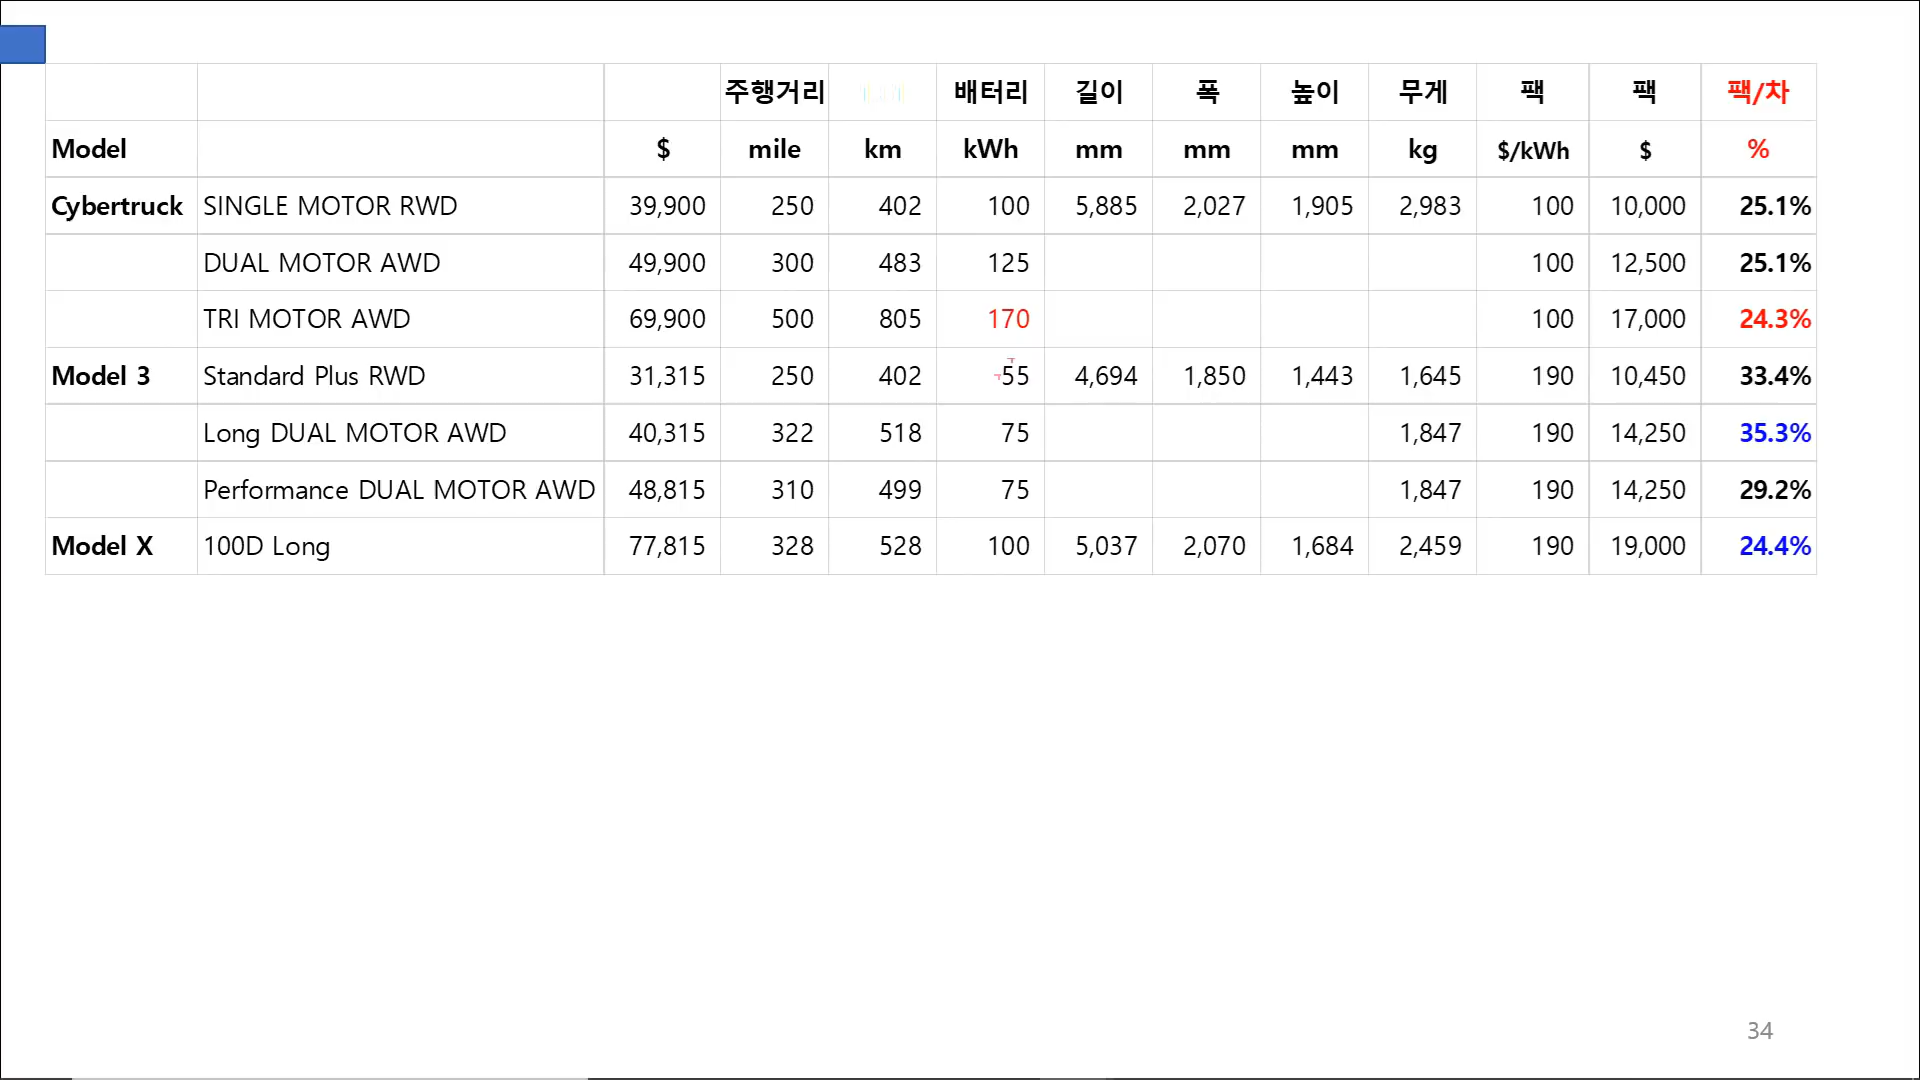 주행거리 배터리 길이 폭 높이 무게 팩 팩 팩/차
Model $ mile km kWh mm mm mm kg $/kWh $ %
Cybertruck SINGLE MOTOR RWD 39,900 250 402 100 5,885 2,027 1,905 2,983 100 10,000 25.1%
DUAL MOTOR AWD 49,900 300 483 125 100 12,500 25.1%
TRI MOTOR AWD 69,900 500 805 170 100 17,000 24.3%
Model 3 Standard Plus RWD 31,315 250 402 55 4,694 1,850 1,443 1,645 190 10,450 33.4%
Long DUAL MOTOR AWD 40,315 322 518 75 1,847 190 14,250 35.3%
Performance DUAL MOTOR AWD 48,815 310 499 75 1,847 190 14,250 29.2%
Model X 100D Long 77,815 328 528 100 5,037 2,070 1,684 2,459 190 19,000 24.4%
34